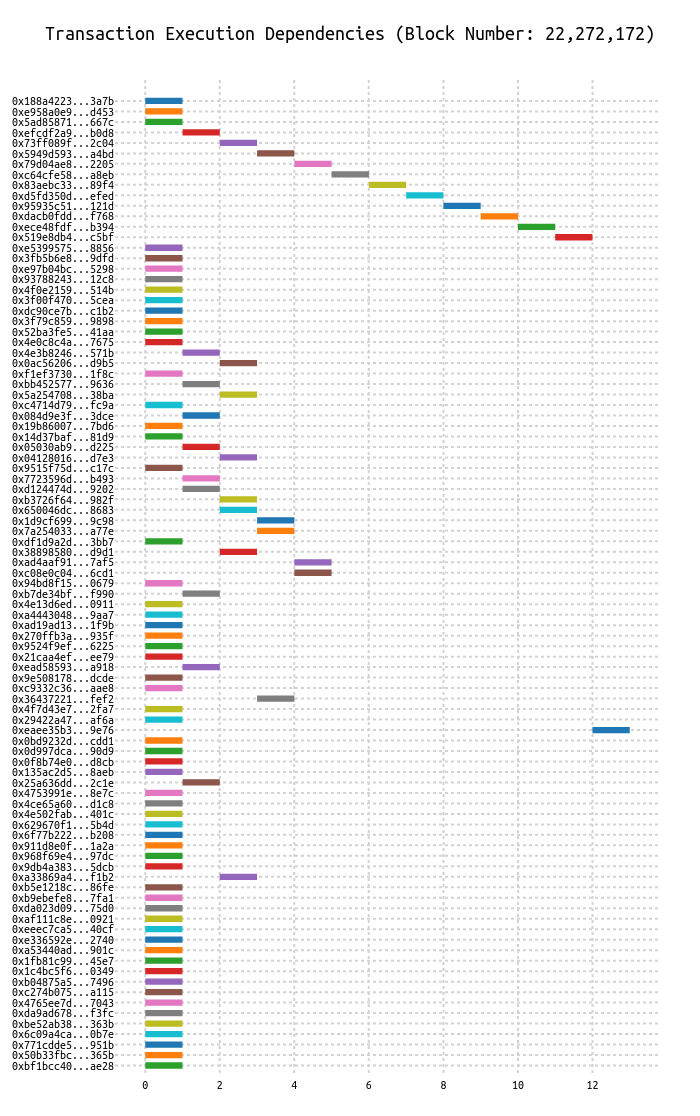 Transaction Execution Dependencies (Block Number: 22,272,172)
0x188a4223...3a7b
0xe958a0e9...d453
0x5ad85871...667c
0xefcdf2a9...b0d8
0x73ff089f...2c04
0x5949d593...a4bd
0x79d04ae8...2205
0xc64cfe58...a8eb
0x83aebc33...89f4
0xd5fd350d...efed
0x95935c51...121d
0xdacb0fdd...f768
0xece48fdf...b394
0x519e8db4...c5bf
0xe5399575...8856
0x3fb5b6e8...9dfd
0xe97b04bc...5298
0x93788243...12c8
0x4f0e2159...514b
0x3f00f470...5cea
0xdc90ce7b...c1b2
0x3f79c859...9898
0x52ba3fe5...41aa
0x4e0c8c4a...7675
0x4e3b8246...571b
0x0ac56206...d9b5
0xf1ef3730...1f8c
0xbb452577...9636
0x5a254708...38ba
0xc4714d79...fc9a
0x084d9e3f...3dce
0x19b86007...7bd6
0x14d37baf...81d9
0x05030ab9...d225
0x04128016...d7e3
0x9515f75d...c17c
0x7723596d...b493
0xd124474d...9202
0xb3726f64...982f
0x650046dc...8683
0x1d9cf699...9c98
0x7a254033...a77e
0xdf1d9a2d...3bb7
0x38898580...d9d1
0xad4aaf91...7af5
0xc08e0c04...6cd1
0x94bd8f15...0679
0xb7de34bf...f990
0x4e13d6ed...0911
0xa4443048...9aa7
0xad19ad13...1f9b
0x270ffb3a...935f
0x9524f9ef...6225
0x21caa4ef...ee79
0xead58593...a918
0x9e508178...dcde
0xc9332c36...aae8
0x36437221...fef2
0x4f7d43e7...2fa7
0x29422a47...af6a
0xeaee35b3...9e76
0x0bd9232d...cdd1
0x0d997dca...90d9
0x0f8b74e0...d8cb
0x135ac2d5...8aeb
0x25a636dd...2c1e
0x4753991e...8e7c
0x4ce65a60...d1c8
0x4e502fab...401c
0x629670f1...5b4d
0x6f77b222...b208
0x911d8e0f...1a2a
0x968f69e4...97dc
0x9db4a383...5dcb
0xa33869a4...f1b2
0xb5e1218c...86fe
0xb9ebefe8...7fa1
0xda023d09...75d0
0xaf111c8e...0921
0xeeec7ca5...40cf
0xe336592e...2740
0xa53440ad...901c
0x1fb81c99...45e7
0x1c4bc5f6...0349
0xb04875a5...7496
0xc274b075...a115
0x4765ee7d...7043
0xda9ad678...f3fc
0xbe52ab38...363b
0x6c09a4ca...0b7e
0x771cdde5...951b
0x50b33fbc...365b
0xbf1bcc40...ae28
0 2 4 6 8 10 12